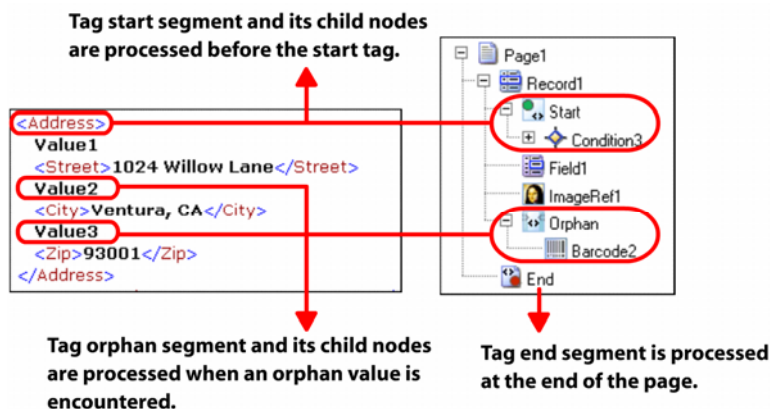 Tag start segment and its child nodes
are processed before the start tag.
<Address>
Value1
<Street>1024 Willow Lane</Street>
Value2
<City>Ventura, CA</City>
Value3
<Zip>93001</Zip>
</Address>
Page1
Record1
Start
Condition3
Field1
ImageRef1
Orphan
Barcode2
End
Tag orphan segment and its child nodes
are processed when an orphan value is
encountered.
Tag end segment is processed
at the end of the page.